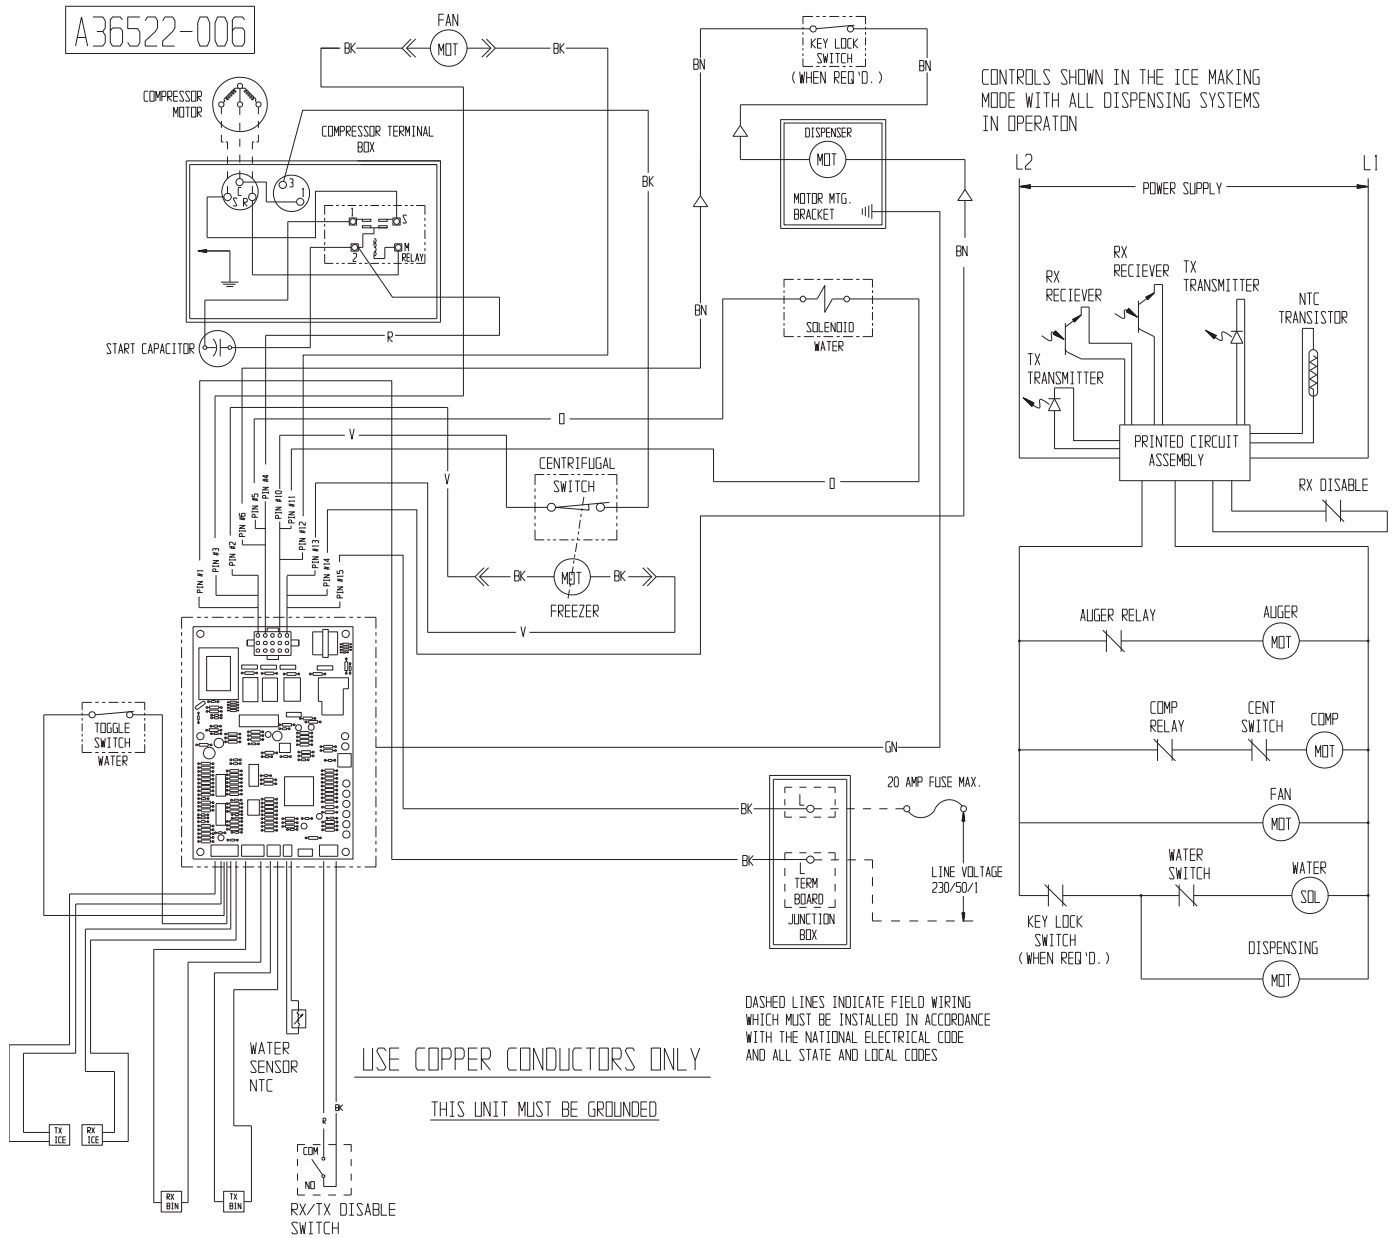 A36522-006
FAN
BK
MOT
BK
COMPRESSOR
MOTOR
COMPRESSOR TERMINAL
BOX
C
S R
3
1
1
S
2
M
RELAY
START CAPACITOR
R
BK
BN
KEY LOCK
SWITCH
(WHEN REQ'D.)
BN
DISPENSER
MOT
MOTOR MTG.
BRACKET
BN
SOLENOID
WATER
BN
O
V
V
CENTRIFUGAL
SWITCH
O
BK
MOT
BK
FREEZER
V
PIN #1
PIN #3
PIN #2
PIN #6
PIN #5
PIN #4
PIN #10
PIN #11
PIN #12
PIN #13
PIN #14
PIN #15
TOGGLE
SWITCH
WATER
GN
BK
L
20 AMP FUSE MAX.
BK
L
TERM
BOARD
JUNCTION
BOX
LINE VOLTAGE
230/50/1
DASHED LINES INDICATE FIELD WIRING
WHICH MUST BE INSTALLED IN ACCORDANCE
WITH THE NATIONAL ELECTRICAL CODE
AND ALL STATE AND LOCAL CODES
WATER
SENSOR
NTC
USE COPPER CONDUCTORS ONLY
THIS UNIT MUST BE GROUNDED
TX
ICE
RX
ICE
RX
BIN
TX
BIN
R
BK
COM
NO
RX/TX DISABLE
SWITCH
CONTROLS SHOWN IN THE ICE MAKING
MODE WITH ALL DISPENSING SYSTEMS
IN OPERATON
L2
L1
POWER SUPPLY
RX
RECIEVER
RX
RECIEVER
TX
TRANSMITTER
NTC
TRANSISTOR
TX
TRANSMITTER
PRINTED CIRCUIT
ASSEMBLY
RX DISABLE
AUGER RELAY
AUGER
MOT
COMP
RELAY
CENT
SWITCH
COMP
MOT
FAN
MOT
WATER
SWITCH
WATER
SOL
KEY LOCK
SWITCH
(WHEN REQ'D.)
DISPENSING
MOT